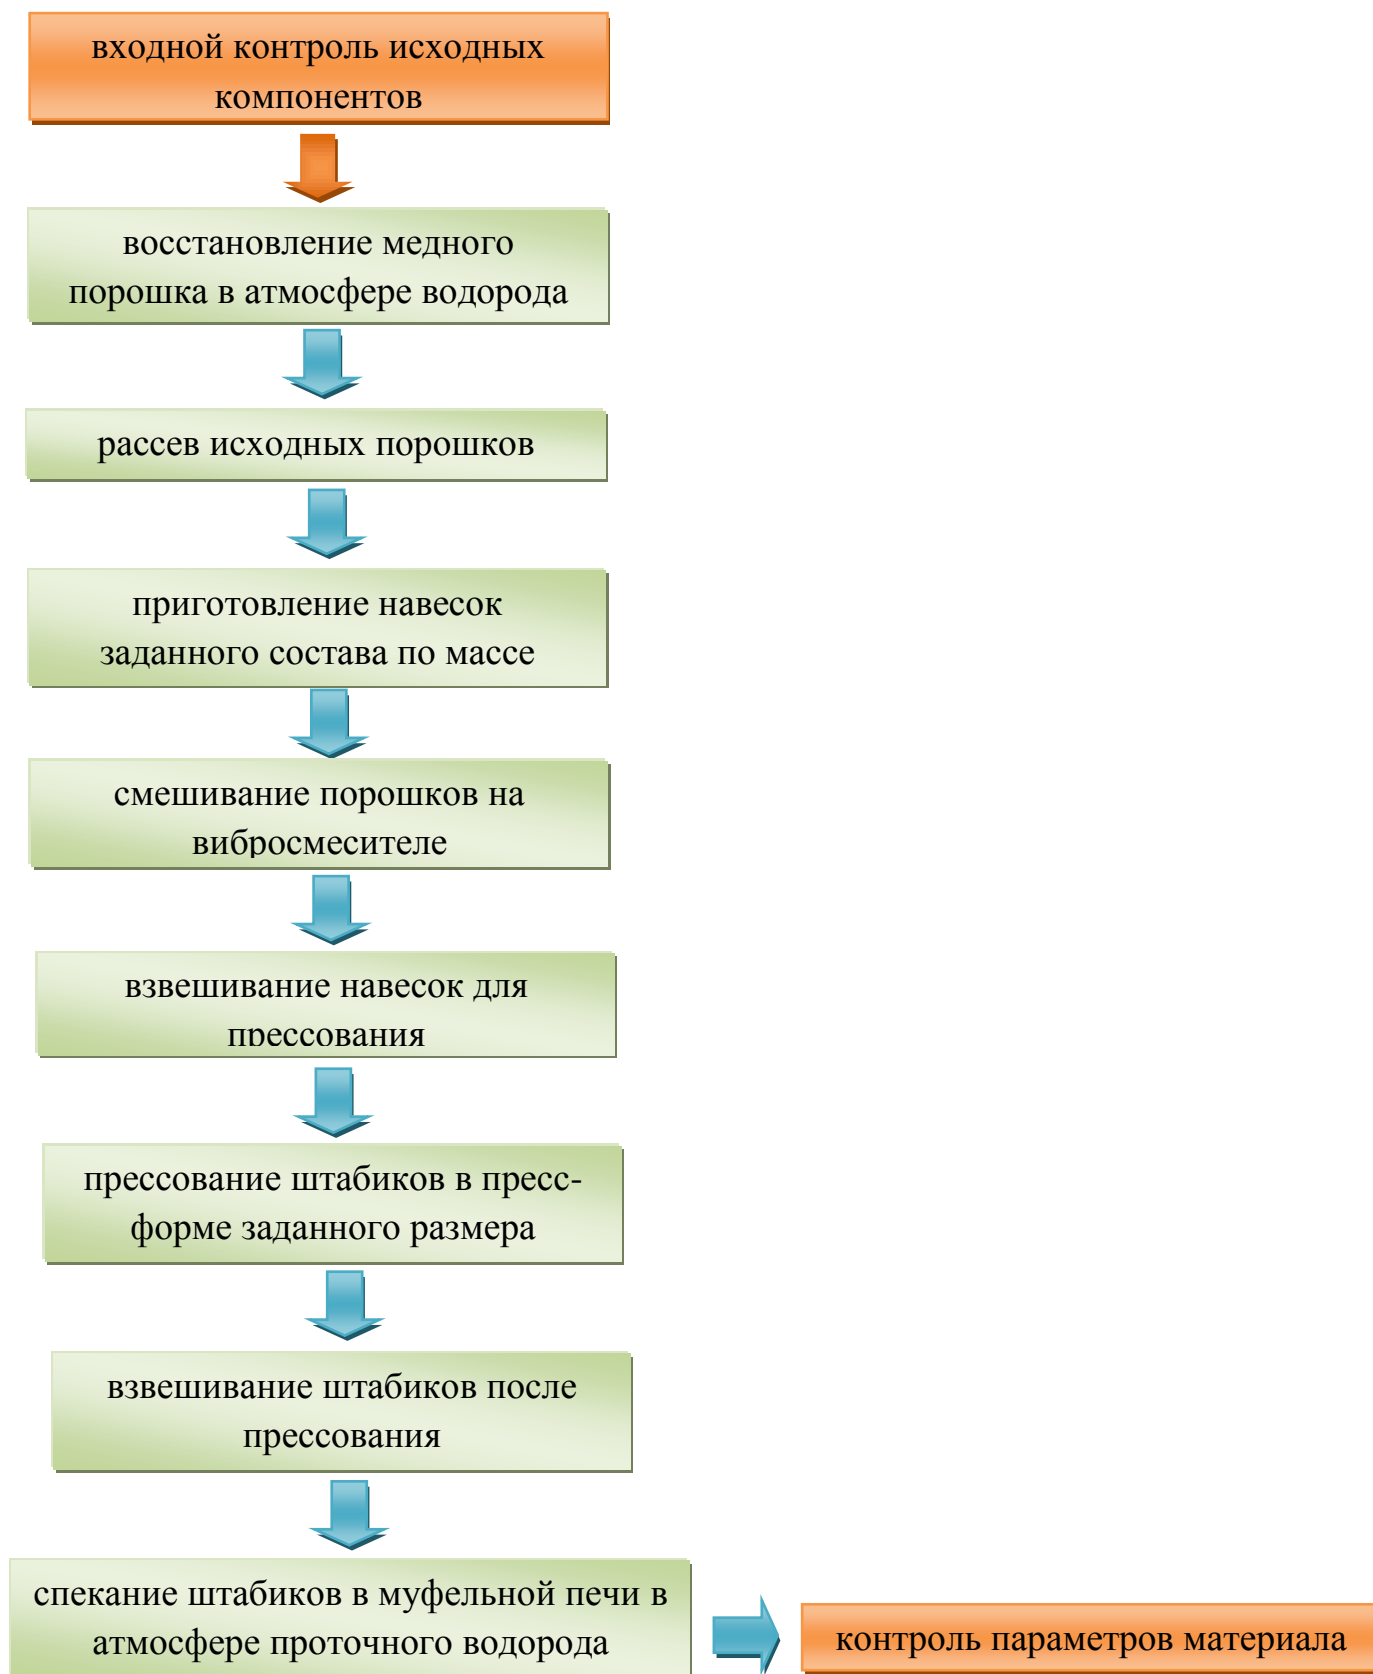 входной контроль исходных
компонентов
восстановление медного
порошка в атмосфере водорода
рассев исходных порошков
приготовление навесок
заданного состава по массе
смешивание порошков на
вибросмесителе
взвешивание навесок для
прессования
прессование штабиков в пресс-
форме заданного размера
взвешивание штабиков после
прессования
спекание штабиков в муфельной печи в
атмосфере проточного водорода
контроль параметров материала